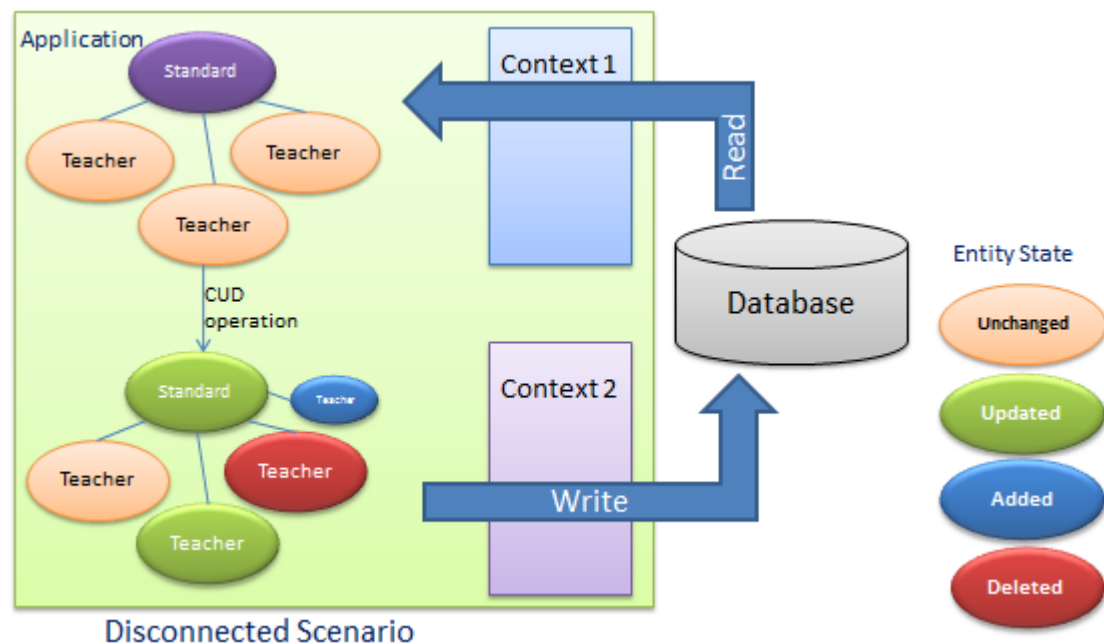 Application
Standard
Context 1
Teacher
Teacher
Teacher
Read
CUD
operation
Database
Entity State
Unchanged
Standard
Teacher
Context 2
Updated
Teacher
Teacher
Write
Added
Teacher
Deleted
Disconnected Scenario